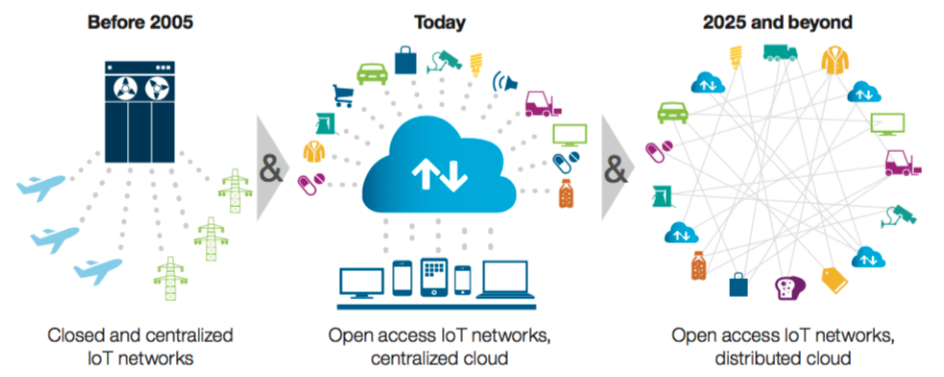 Before 2005
Today
2025 and beyond
&
&
Closed and centralized
IoT networks
Open access IoT networks,
centralized cloud
Open access IoT networks,
distributed cloud